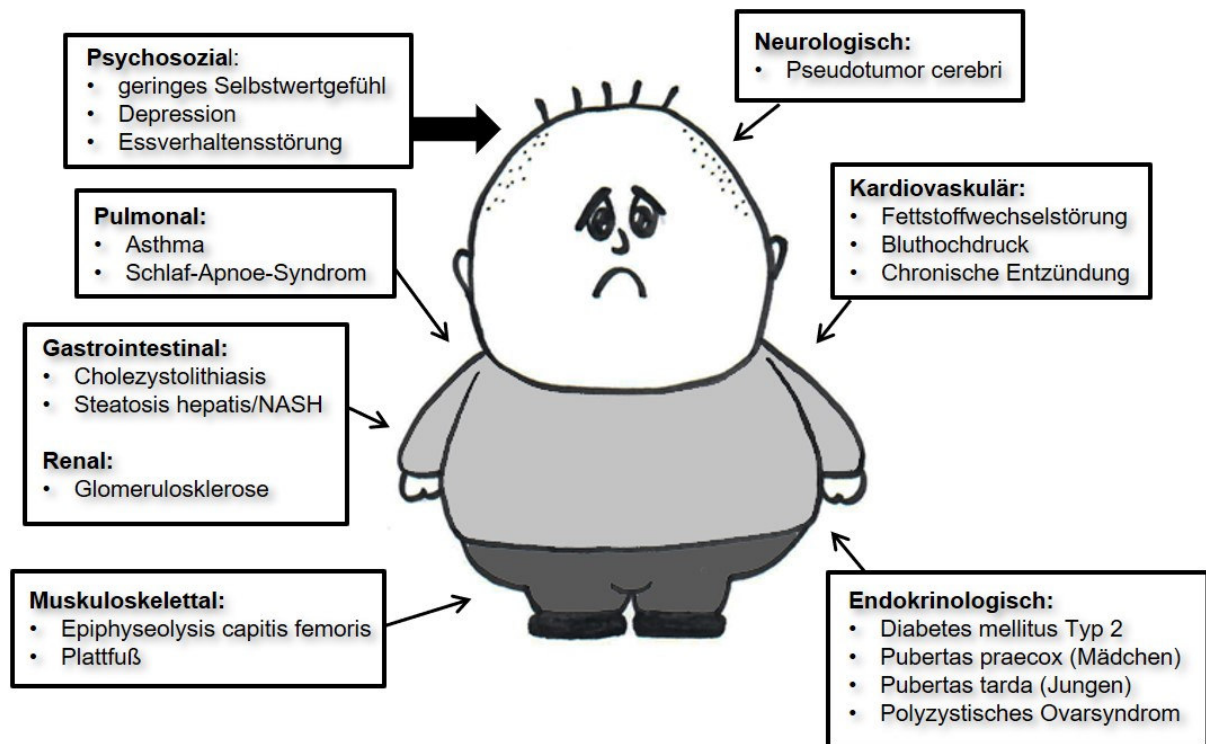 Psychosozial:
• geringes Selbstwertgefühl
• Depression
• Essverhaltensstörung
Neurologisch:
• Pseudotumor cerebri
Pulmonal:
• Asthma
• Schlaf-Apnoe-Syndrom
Kardiovaskulär:
• Fettstoffwechselstörung
• Bluthochdruck
• Chronische Entzündung
Gastrointestinal:
• Cholezystolithiasis
• Steatosis hepatis/NASH
Renal:
• Glomerulosklerose
Muskuloskelettal:
• Epiphyseolysis capitis femoris
• Plattfuß
Endokrinologisch:
• Diabetes mellitus Typ 2
• Pubertas praecox (Mädchen)
• Pubertas tarda (Jungen)
• Polyzystisches Ovarsyndrom